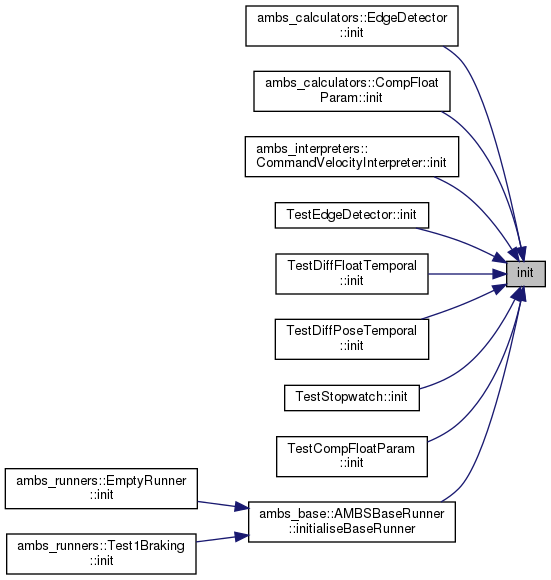 ambs_calculators::EdgeDetector
::init
ambs_calculators::CompFloat
Param::init
ambs_interpreters::
CommandVelocityInterpreter::init
TestEdgeDetector::init
TestDiffFloatTemporal
::init
init
TestDiffPoseTemporal
::init
TestStopwatch::init
TestCompFloatParam
::init
ambs_runners::EmptyRunner
::init
ambs_base::AMBSBaseRunner
::initialiseBaseRunner
ambs_runners::Test1Braking
::init